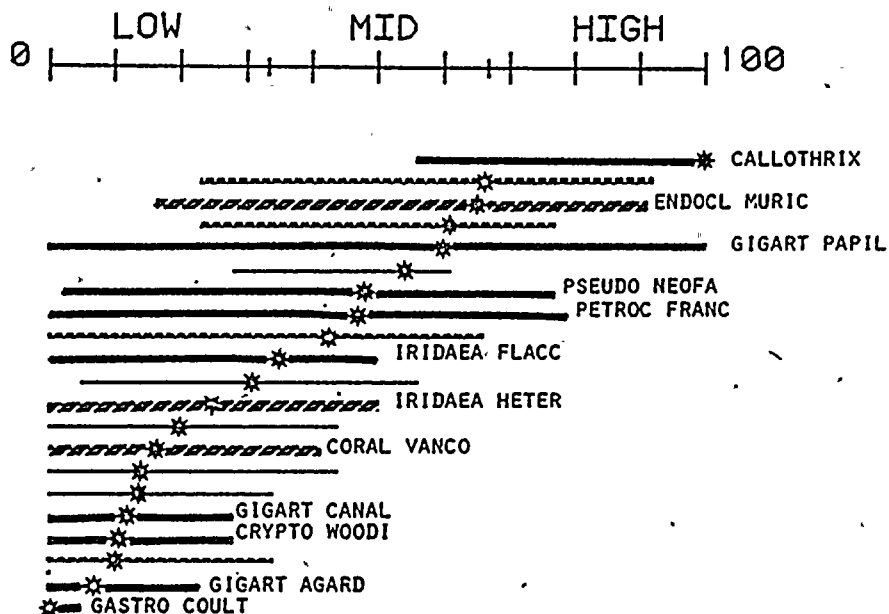 LOW MID HIGH
0 100
CALLOTHRIX
ENDOCL MURIC
GIGART PAPIL
PSEUDO NEOFA
PETROC FRANC
IRIDAEA FLACC
IRIDAEA HETER
CORAL VANCO
GIGART CANAL
CRYPTO WOODI
GIGART AGARD
GASTRO COULT